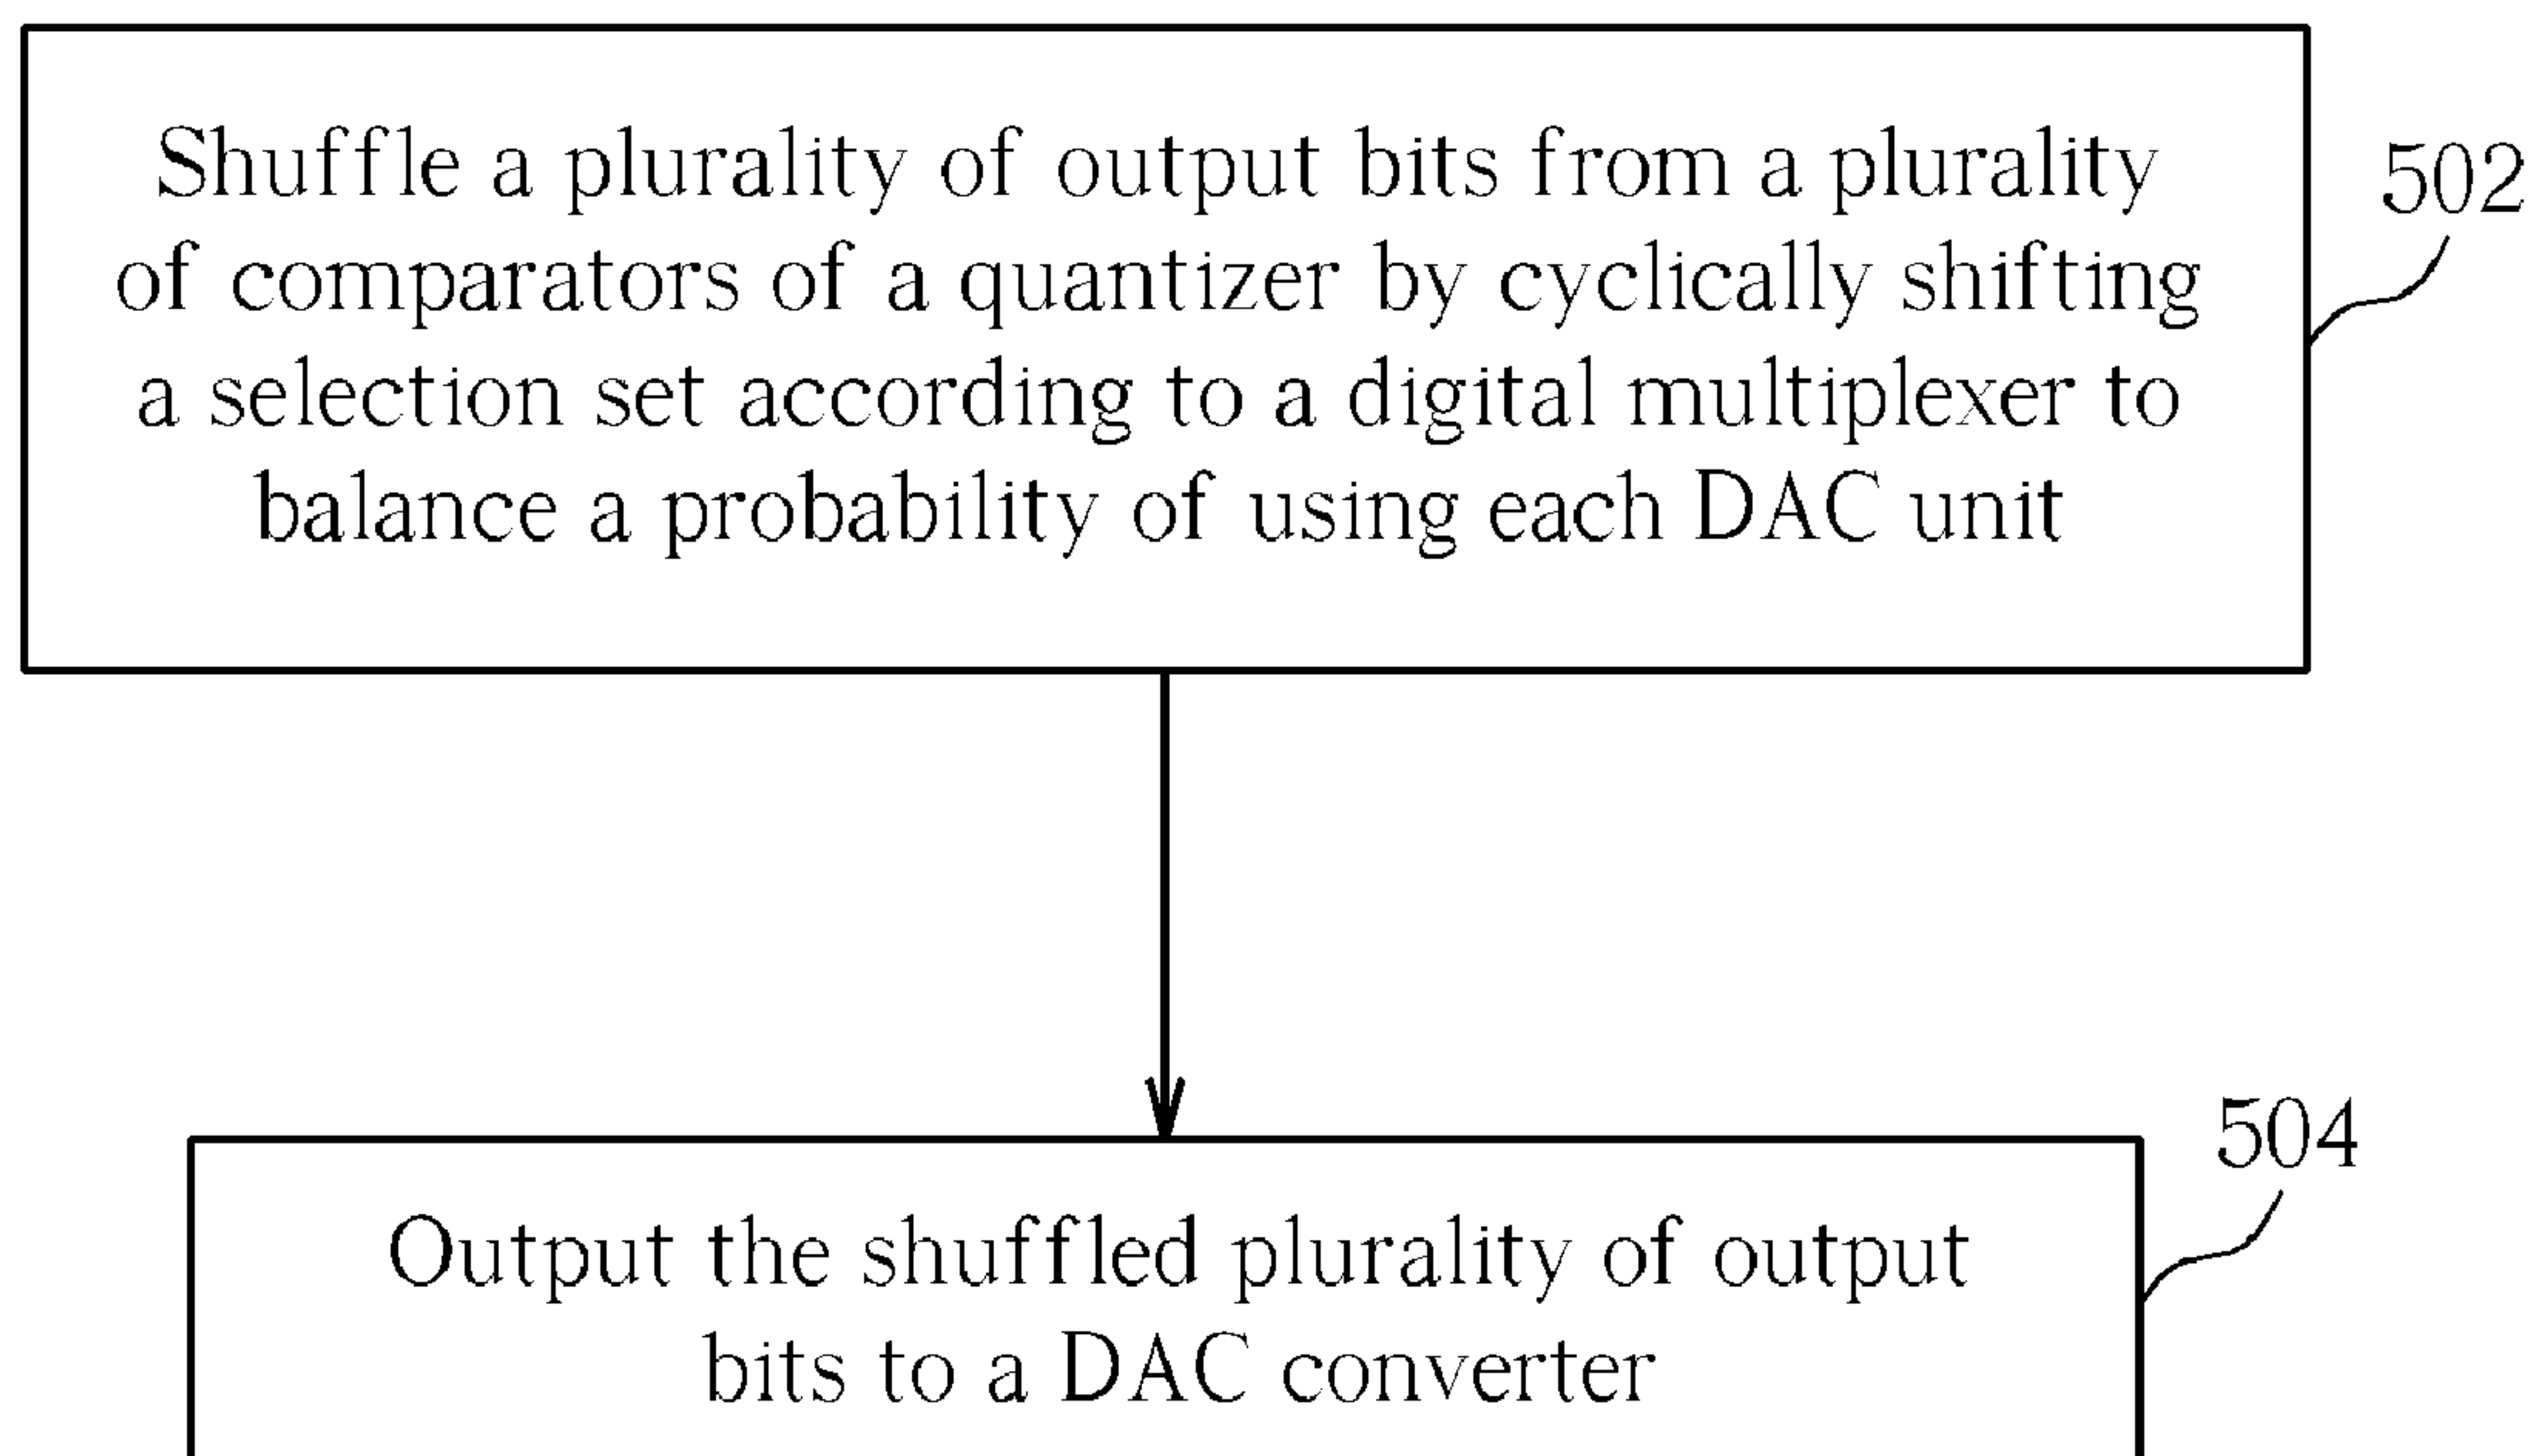 Shuffle a plurality of output bits from a plurality
of comparators of a quantizer by cyclically shifting
a selection set according to a digital multiplexer to
balance a probability of using each DAC unit
502
504
Output the shuffled plurality of output
bits to a DAC converter